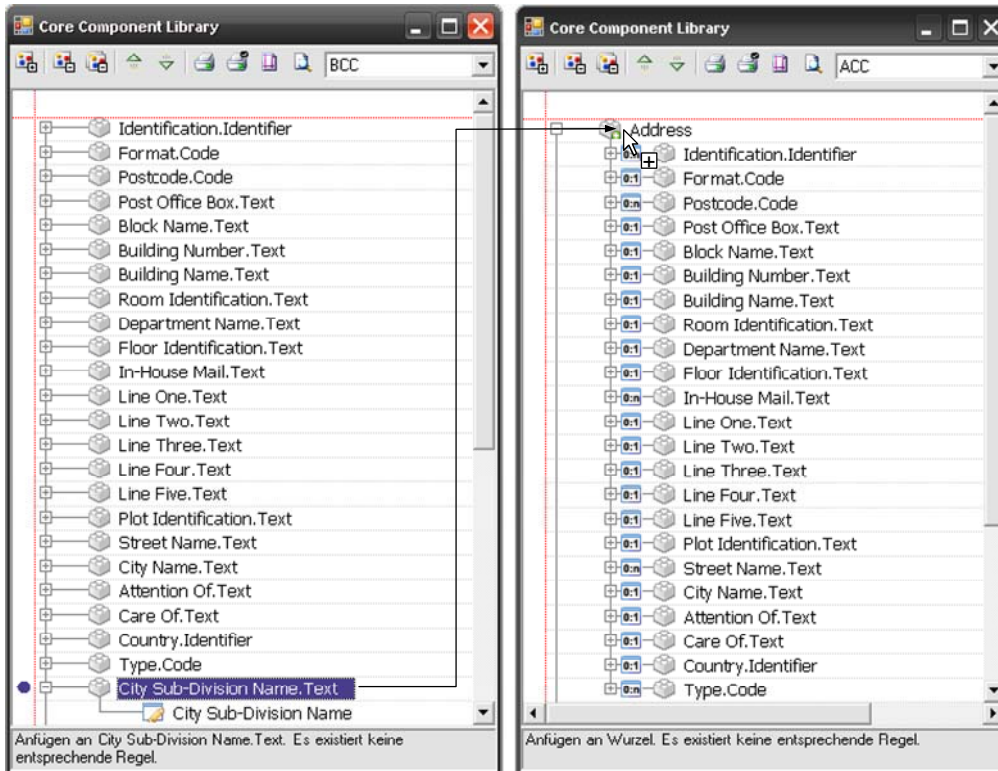 Core Component Library
BCC
Identification.Identifier
Format.Code
Postcode.Code
Post Office Box.Text
Block Name.Text
Building Number.Text
Building Name.Text
Room Identification.Text
Department Name.Text
Floor Identification.Text
In-House Mail.Text
Line One.Text
Line Two.Text
Line Three.Text
Line Four.Text
Line Five.Text
Plot Identification.Text
Street Name.Text
City Name.Text
Attention Of.Text
Care Of.Text
Country.Identifier
Type.Code
City Sub-Division Name.Text
City Sub-Division Name
Anfügen an City Sub-Division Name.Text. Es existiert keine
entsprechende Regel.
Core Component Library
ACC
Address
Identification.Identifier
0:1 Format.Code
0:n Postcode.Code
0:1 Post Office Box.Text
0:1 Block Name.Text
0:1 Building Number.Text
0:1 Building Name.Text
0:1 Room Identification.Text
0:1 Department Name.Text
0:1 Floor Identification.Text
0:n In-House Mail.Text
0:1 Line One.Text
0:1 Line Two.Text
0:1 Line Three.Text
0:1 Line Four.Text
0:1 Line Five.Text
0:1 Plot Identification.Text
0:n Street Name.Text
0:1 City Name.Text
0:1 Attention Of.Text
0:1 Care Of.Text
0:1 Country.Identifier
0:n Type.Code
Anfügen an Wurzel. Es existiert keine entsprechende Regel.